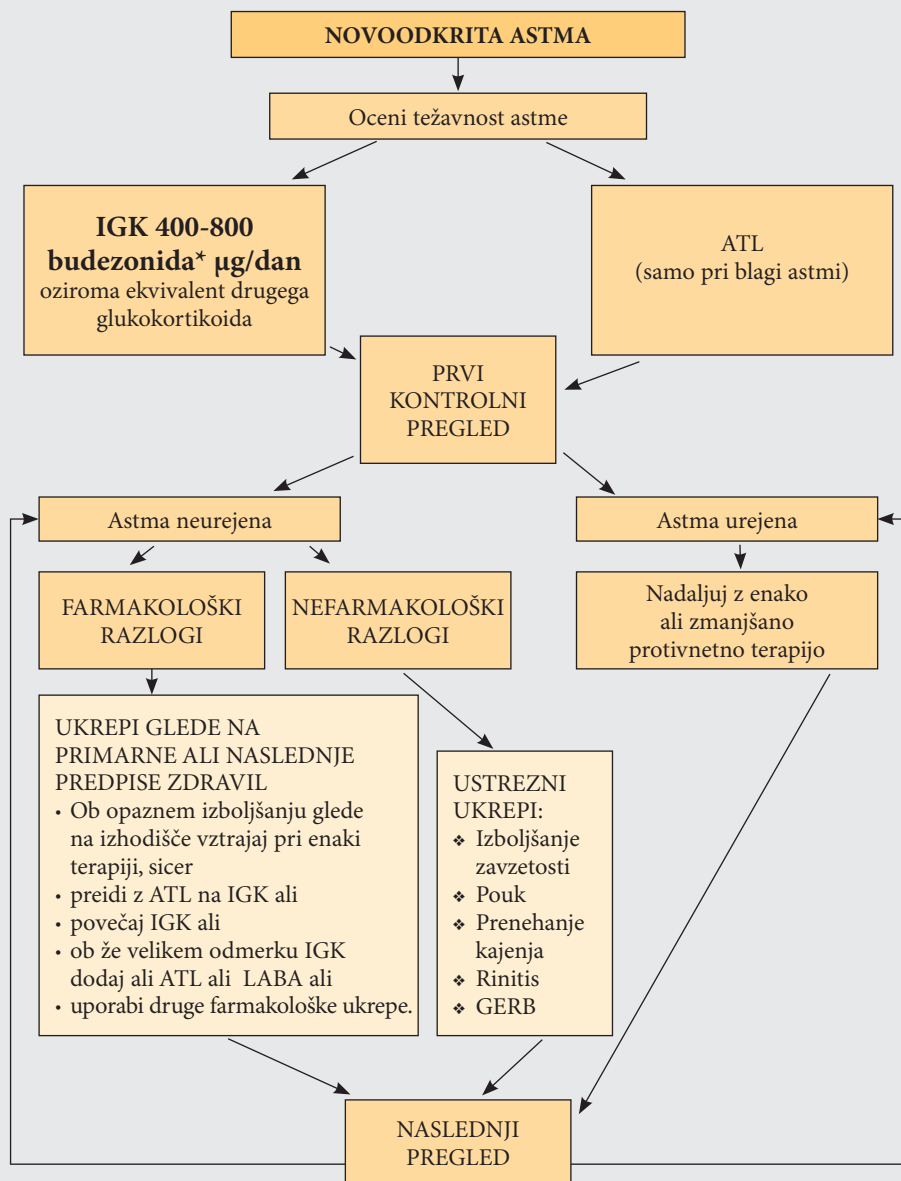 NOVOODKRITA ASTMA
Oceni težavnost astme
IGK 400-800
budezonida* µg/dan
oziroma ekvivalent drugega
glukokortikoida
ATL
(samo pri blagi astmi)
PRVI
KONTROLNI
PREGLED
Astma neurejena
Astma urejena
FARMAKOLOŠKI
RAZLOGI
NEFARMAKOLOŠKI
RAZLOGI
Nadaljuj z enako
ali zmanjšano
protivnetno terapijo
UKREPI GLEDE NA
PRIMARNE ALI NASLEDNJE
PREDPISE ZDRAVIL
• Ob opaznem izboljšanju glede
na izhodišče vztrajaj pri enaki
terapiji, sicer
• preidi z ATL na IGK ali
• povečaj IGK ali
• ob že velikem odmerku IGK
dodaj ali ATL ali LABA ali
• uporabi druge farmakološke ukrepe.
USTREZNI
UKREPI:
❖ Izboljšanje
zavzetosti
❖ Pouk
❖ Prenehanje
kajenja
❖ Rinitis
❖ GERB
NASLEDNJI
PREGLED